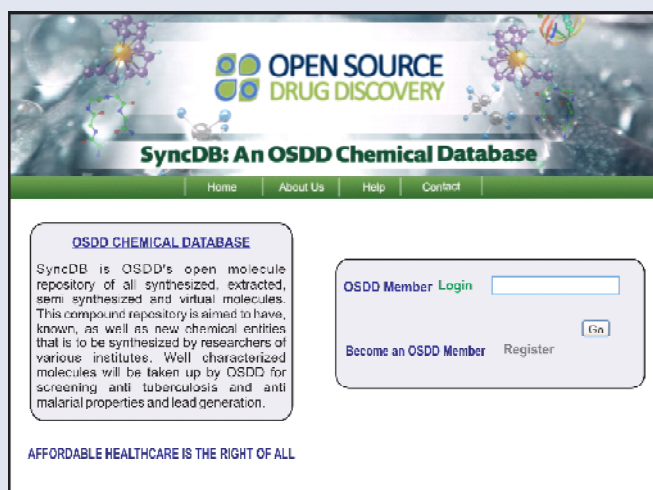 OPEN SOURCE
DRUG DISCOVERY
SyncDB: An OSDD Chemical Database
Home About Us Help Contact
OSDD CHEMICAL DATABASE
SyncDB is OSDD's open molecule
repository of all synthesized, extracted,
semi synthesized and virtual molecules.
This compound repository is aimed to have,
known, as well as new chemical entities
that is to be synthesized by researchers of
various institutes. Well characterized
molecules will be taken up by OSDD for
screening anti tuberculosis and anti
malarial properties and lead generation.
OSDD Member Login
Go
Become an OSDD Member Register
AFFORDABLE HEALTHCARE IS THE RIGHT OF ALL